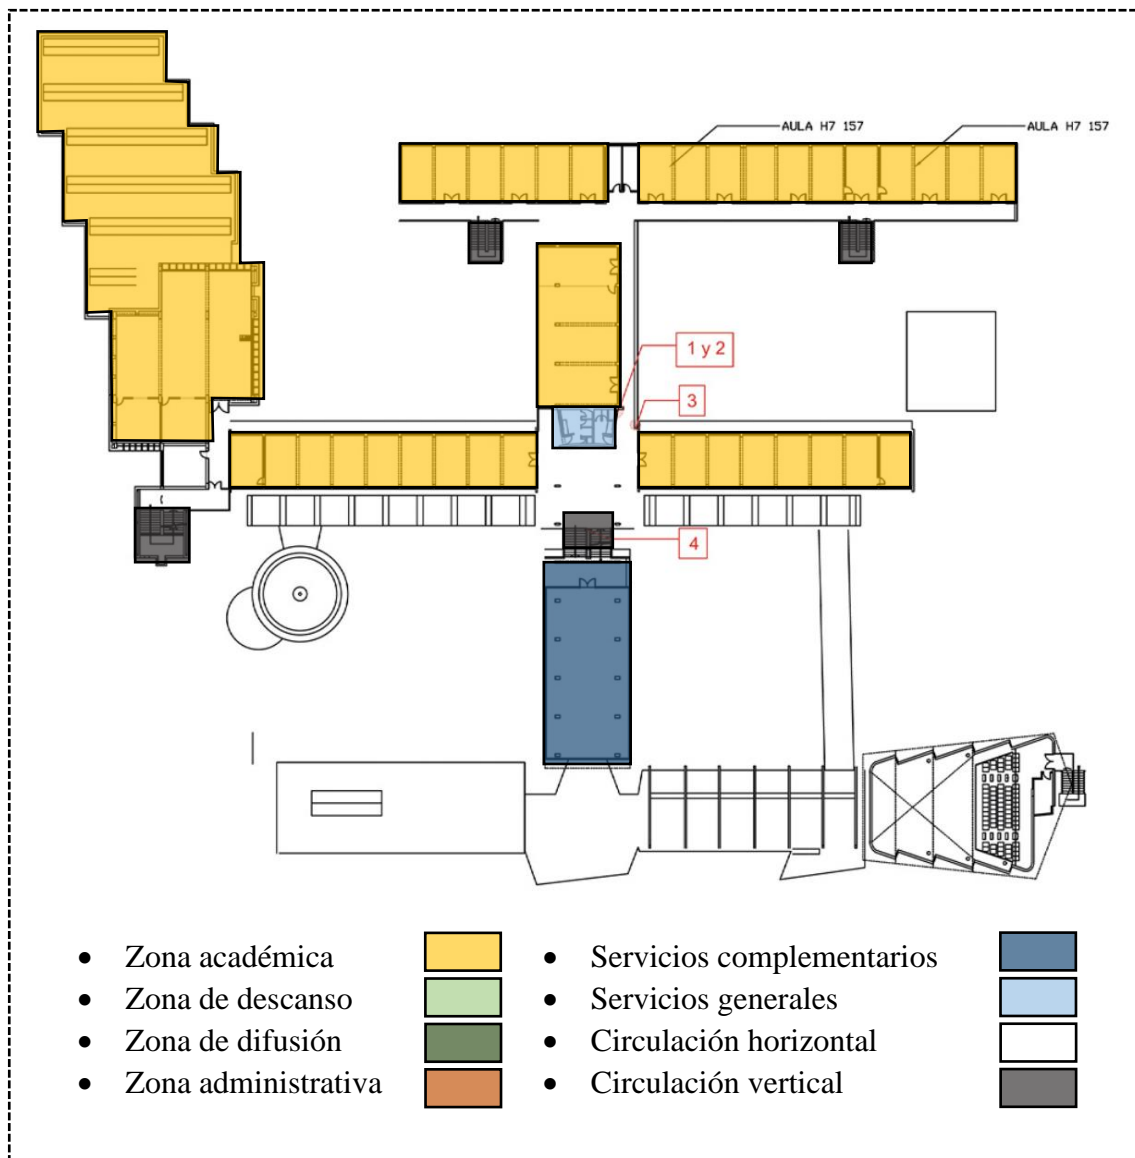 AULA H7 157
AULA H7 157
1 y 2
3
4
• Zona académica
• Zona de descanso
• Zona de difusión
• Zona administrativa
• Servicios complementarios
• Servicios generales
• Circulación horizontal
• Circulación vertical